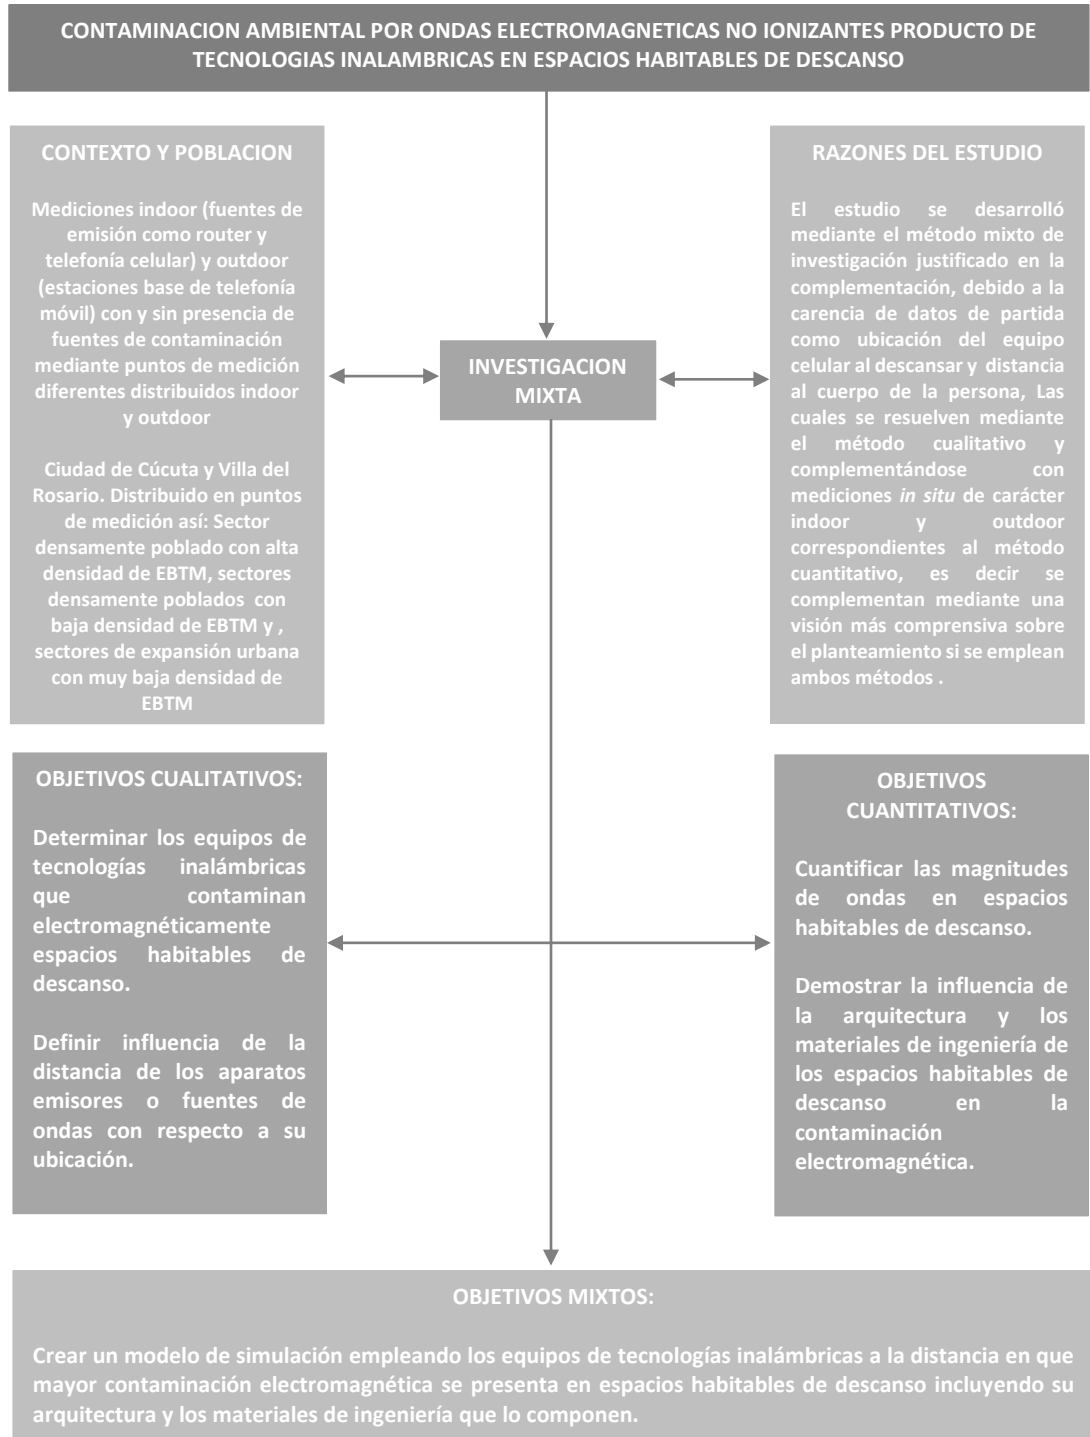 CONTAMINACION AMBIENTAL POR ONDAS ELECTROMAGNETICAS NO IONIZANTES PRODUCTO DE
TECNOLOGIAS INALAMBRICAS EN ESPACIOS HABITABLES DE DESCANSO
CONTEXTO Y POBLACION
Mediciones indoor (fuentes de
emisión como router y
telefonía celular) y outdoor
(estaciones base de telefonía
móvil) con y sin presencia de
fuentes de contaminación
mediante puntos de medición
diferentes distribuidos indoor
y outdoor
Ciudad de Cúcuta y Villa del
Rosario. Distribuido en puntos
de medición así: Sector
densamente poblado con alta
densidad de EBTM, sectores
densamente poblados con
baja densidad de EBTM y ,
sectores de expansión urbana
con muy baja densidad de
EBTM
INVESTIGACION
MIXTA
RAZONES DEL ESTUDIO
El estudio se desarrolló
mediante el método mixto de
investigación justificado en la
complementación, debido a la
carencia de datos de partida
como ubicación del equipo
celular al descansar y distancia
al cuerpo de la persona, Las
cuales se resuelven mediante
el método cualitativo y
complementándose con
mediciones in situ de carácter
indoor y outdoor
correspondientes al método
cuantitativo, es decir se
complementan mediante una
visión más comprensiva sobre
el planteamiento si se emplean
ambos métodos .
OBJETIVOS CUALITATIVOS:
Determinar los equipos de
tecnologías inalámbricas
que contaminan
electromagnéticamente
espacios habitables de
descanso.
Definir influencia de la
distancia de los aparatos
emisores o fuentes de
ondas con respecto a su
ubicación.
OBJETIVOS
CUANTITATIVOS:
Cuantificar las magnitudes
de ondas en espacios
habitables de descanso.
Demostrar la influencia de
la arquitectura y los
materiales de ingeniería de
los espacios habitables de
descanso en la
contaminación
electromagnética.
OBJETIVOS MIXTOS:
Crear un modelo de simulación empleando los equipos de tecnologías inalámbricas a la distancia en que
mayor contaminación electromagnética se presenta en espacios habitables de descanso incluyendo su
arquitectura y los materiales de ingeniería que lo componen.